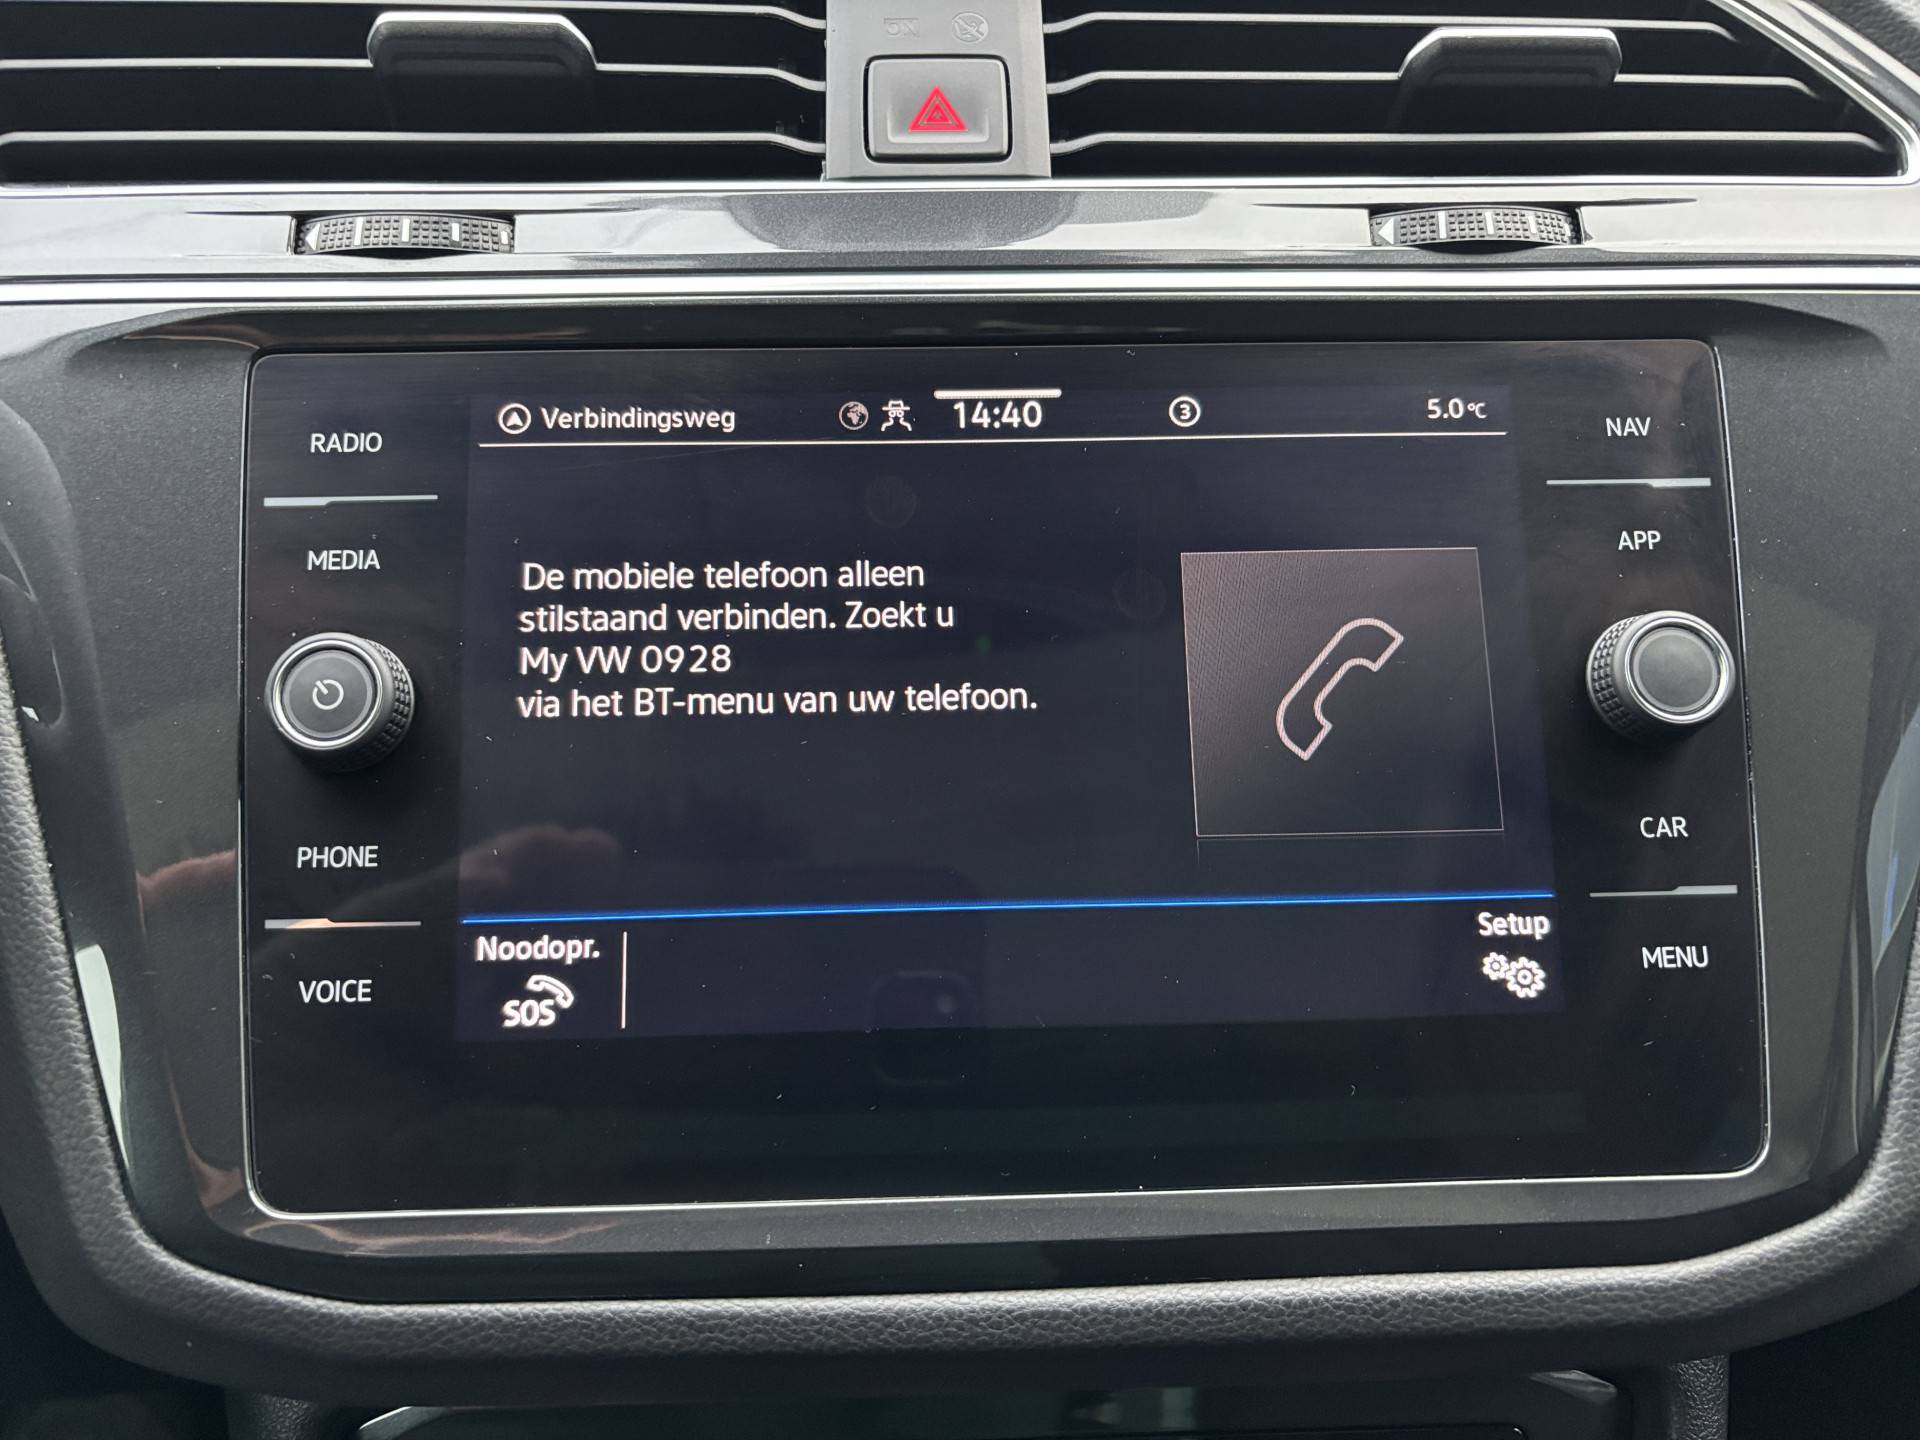 Verbindingsweg
14:40
3
5.0°C
RADIO
MEDIA
PHONE
VOICE
De mobiele telefoon alleen
stilstaand verbinden. Zoekt u
My VW 0928
via het BT-menu van uw telefoon.
Noodopr.
SOS
Setup
NAV
APP
CAR
MENU